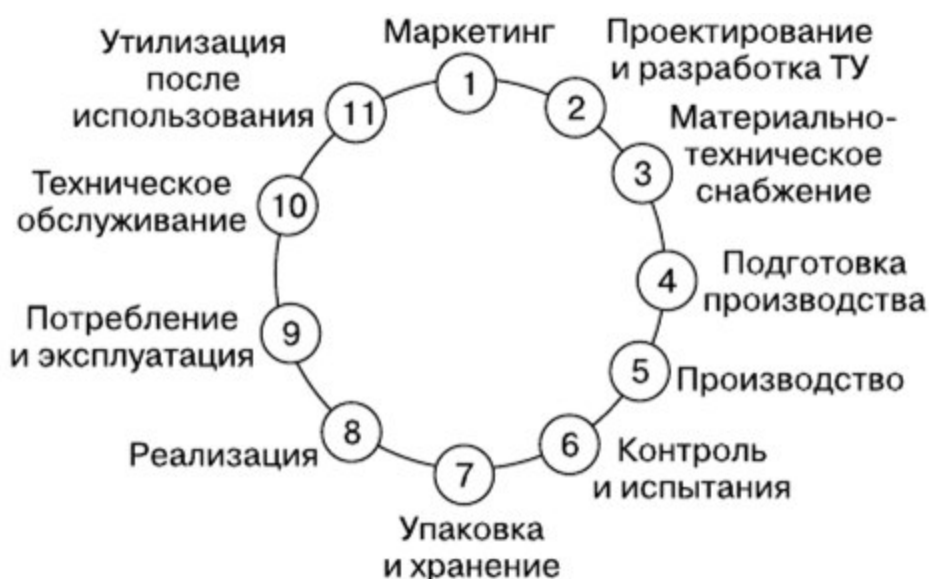 Маркетинг
1
Проектирование
и разработка ТУ
2
Материально-
техническое
снабжение
3
Подготовка
производства
4
Производство
5
Контроль
и испытания
6
Упаковка
и хранение
7
Реализация
8
Потребление
и эксплуатация
9
Техническое
обслуживание
10
Утилизация
после
использования
11